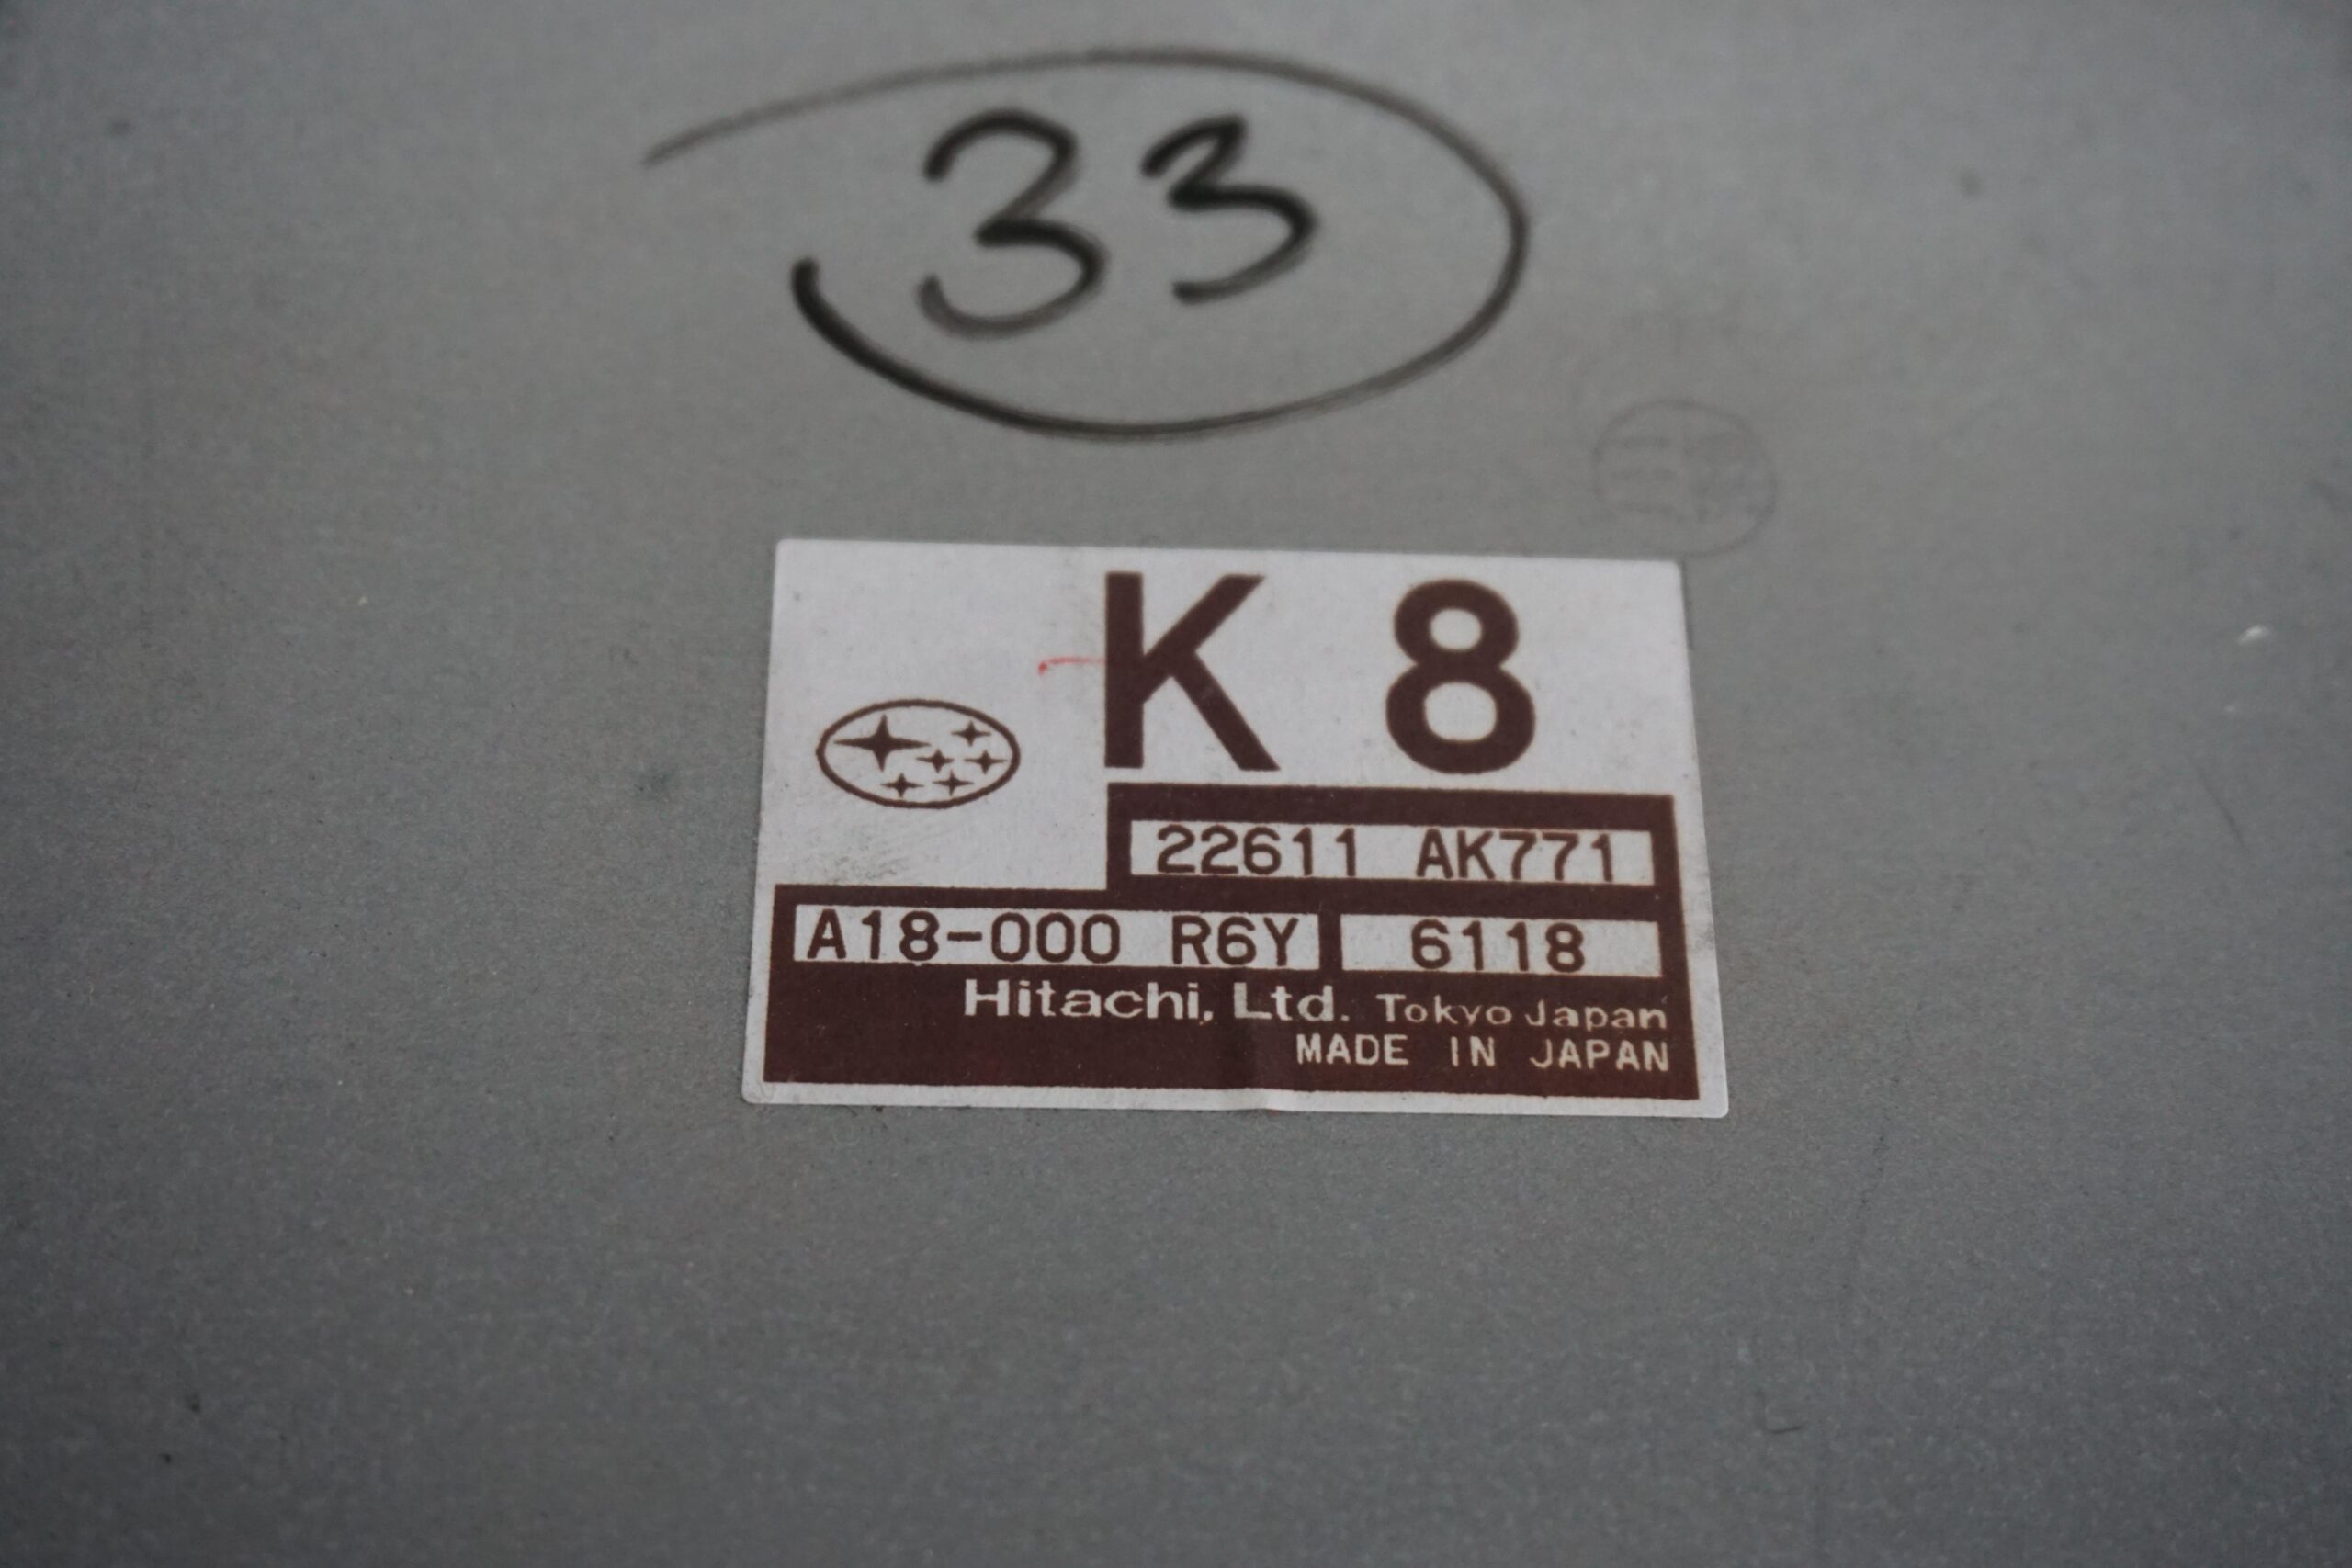 33
K 8
22611 AK771
A18-000 R6Y 6118
Hitachi, Ltd. Tokyo Japan
MADE IN JAPAN